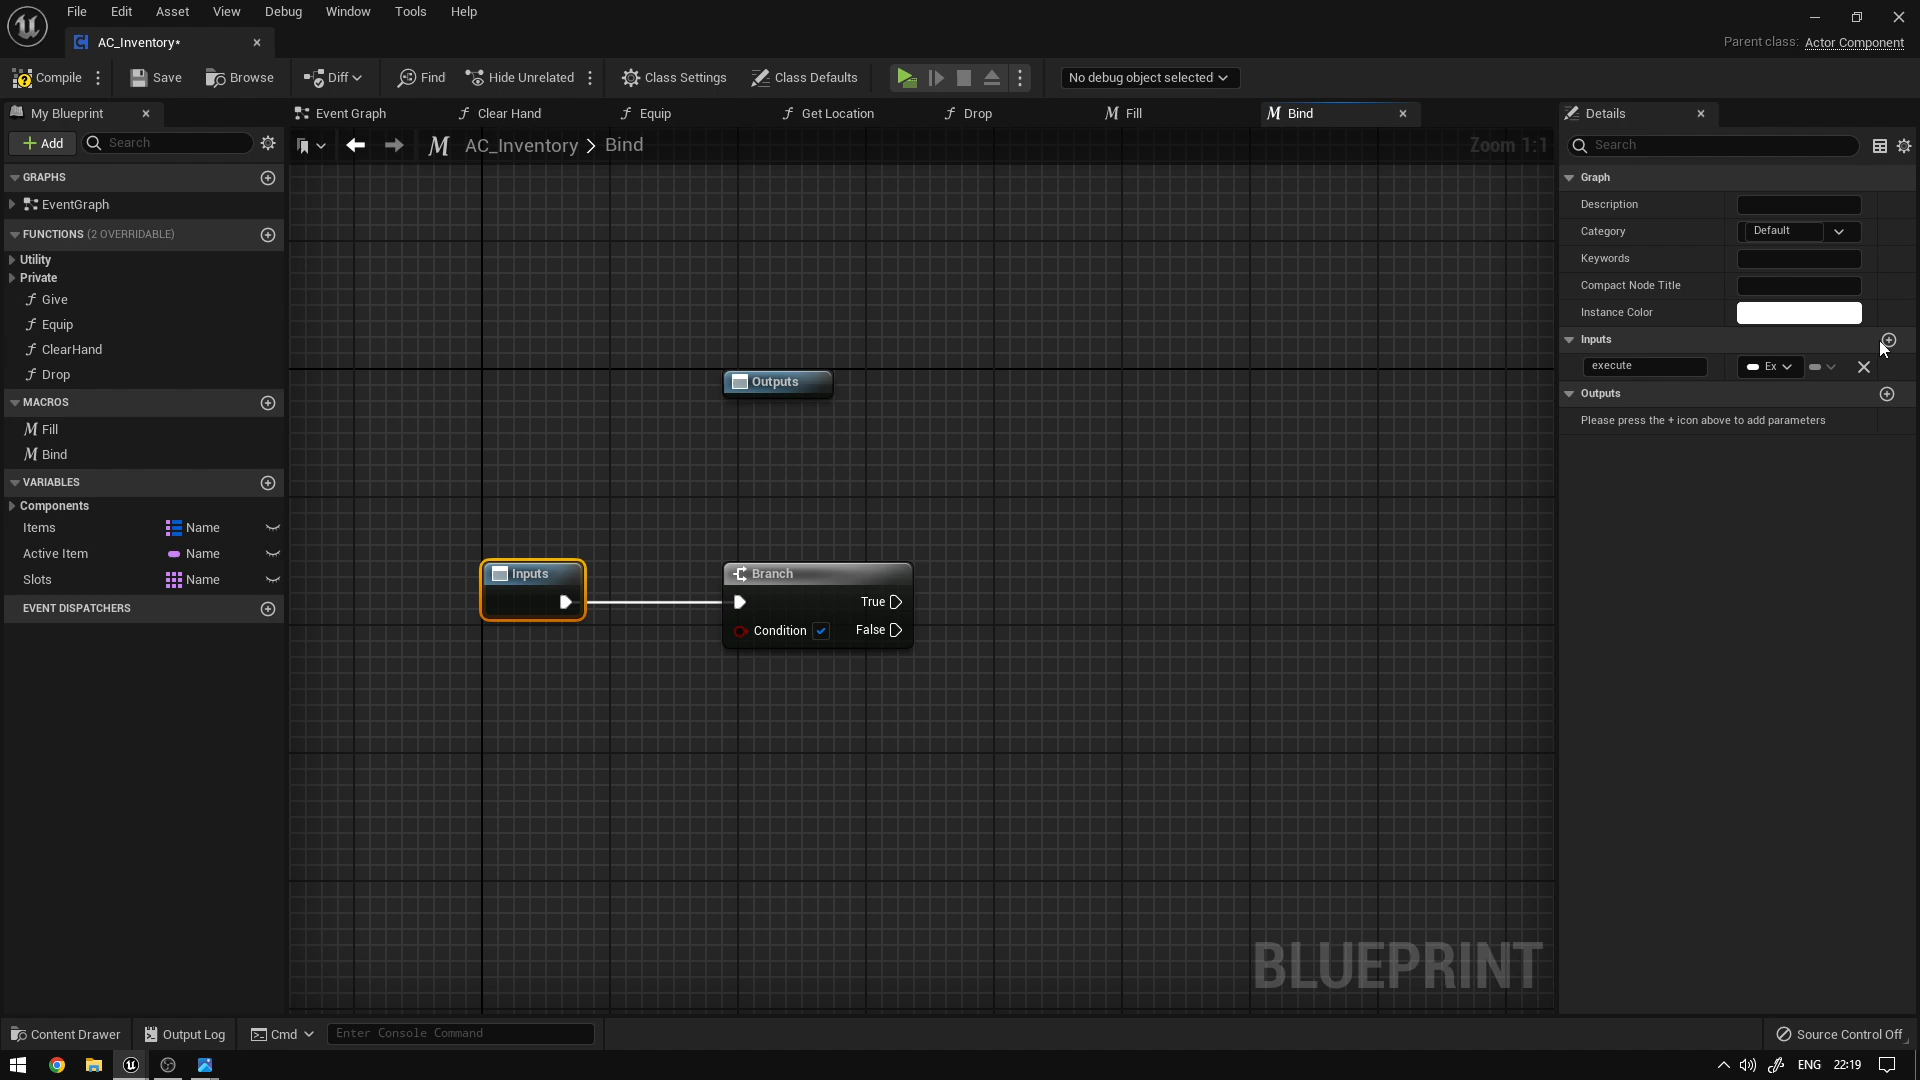 File Edit Asset View Debug Window Tools Help
AC_Inventory*
Parent class: Actor Component
Compile Save Browse Diff Find Hide Unrelated Class Settings Class Defaults No debug object selected
My Blueprint
Event Graph Clear Hand Equip Get Location Drop Fill Bind
Details
Add Search
AC_Inventory > Bind
Zoom 1:1
Search
GRAPHS
EventGraph
FUNCTIONS (2 OVERRIDABLE)
Utility
Private
Give
Equip
ClearHand
Drop
MACROS
Fill
Bind
VARIABLES
Components
Items Name
Active Item Name
Slots Name
EVENT DISPATCHERS
Outputs
Inputs
Branch
True
Condition False
BLUEPRINT
Graph
Description
Category Default
Keywords
Compact Node Title
Instance Color
Inputs
execute Ex
Outputs
Please press the + icon above to add parameters
Content Drawer Output Log Cmd Enter Console Command Source Control Off
ENG 22:19